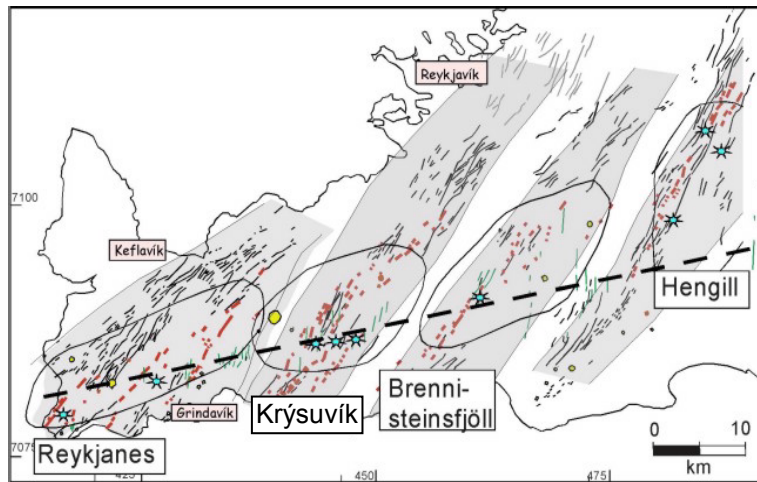 Reykjavík
7100
Keflavík
Hengill
Brenni-
steinsfjöll
Krýsuvík
Grindavík
Reykjanes
0 10
km
7075
425 450 475